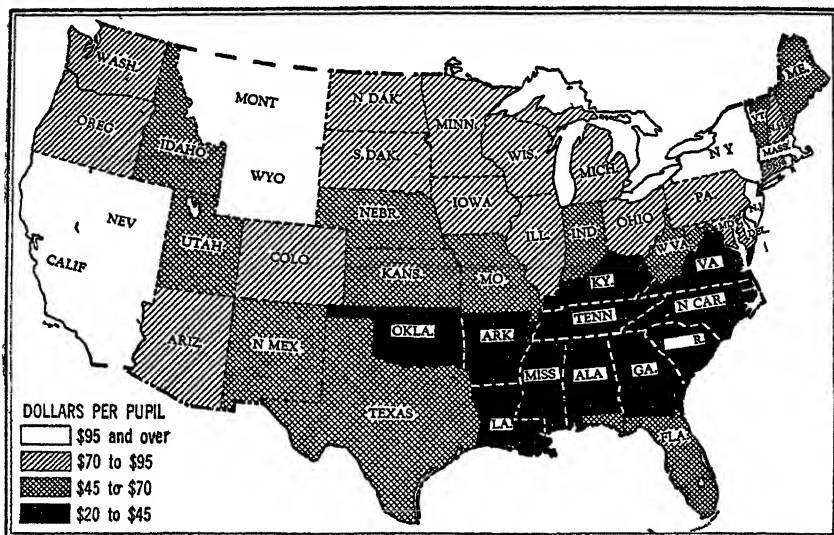 WASH.
MONT
N DAK.
MINN.
ME.
OREG
IDAHO
WYO
S. DAK.
WIS.
MICH.
N Y
VT.
N.H.
MASS.
NEV
NEBR.
IOWA
PA.
N.J.
CALIF
UTAH.
COLO
KANS.
MO.
ILL.
IND.
OHIO
W VA.
MD.
DEL.
KY.
VA
ARIZ.
N MEX.
OKLA.
ARK.
TENN
N CAR.
R.
MISS
ALA
GA.
TEXAS
LA.
FLA.
DOLLARS PER PUPIL
$95 and over
$70 to $95
$45 to $70
$20 to $45